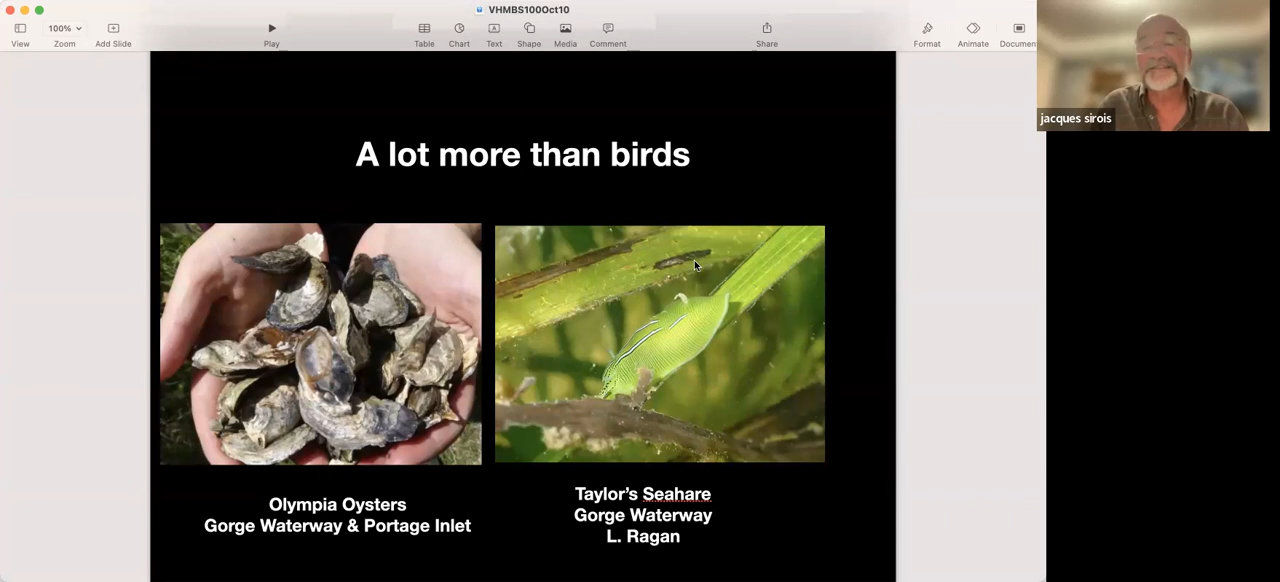 VHMBS100Oct10
100%
View
Zoom
Add Slide
Play
Table
Chart
Text
Shape
Media
Comment
Share
Format
Animate
Documen
jacques sirois
A lot more than birds
Olympia Oysters
Gorge Waterway & Portage Inlet
Taylor's Seahare
Gorge Waterway
L. Ragan